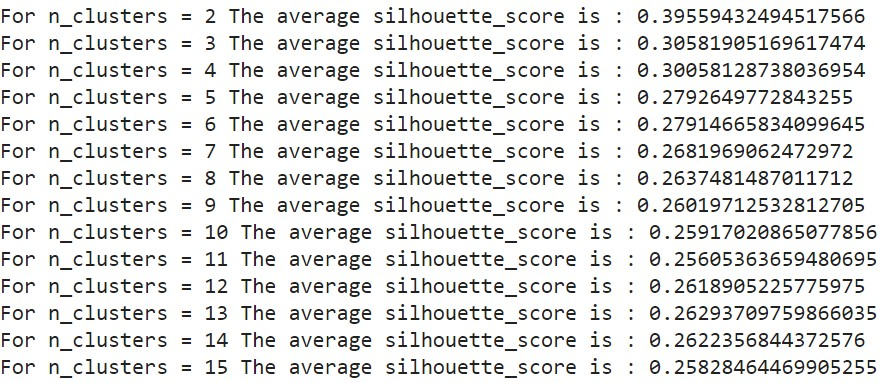 For n_clusters = 2 The average silhouette_score is : 0.39559432494517566
For n_clusters = 3 The average silhouette_score is : 0.30581905169617474
For n_clusters = 4 The average silhouette_score is : 0.30058128738036954
For n_clusters = 5 The average silhouette_score is : 0.2792649772843255
For n_clusters = 6 The average silhouette_score is : 0.27914665834099645
For n_clusters = 7 The average silhouette_score is : 0.2681969062472972
For n_clusters = 8 The average silhouette_score is : 0.2637481487011712
For n_clusters = 9 The average silhouette_score is : 0.26019712532812705
For n_clusters = 10 The average silhouette_score is : 0.25917020865077856
For n_clusters = 11 The average silhouette_score is : 0.25605363659480695
For n_clusters = 12 The average silhouette_score is : 0.2618905225775975
For n_clusters = 13 The average silhouette_score is : 0.26293709759866035
For n_clusters = 14 The average silhouette_score is : 0.2622356844372576
For n_clusters = 15 The average silhouette_score is : 0.25828464469905255